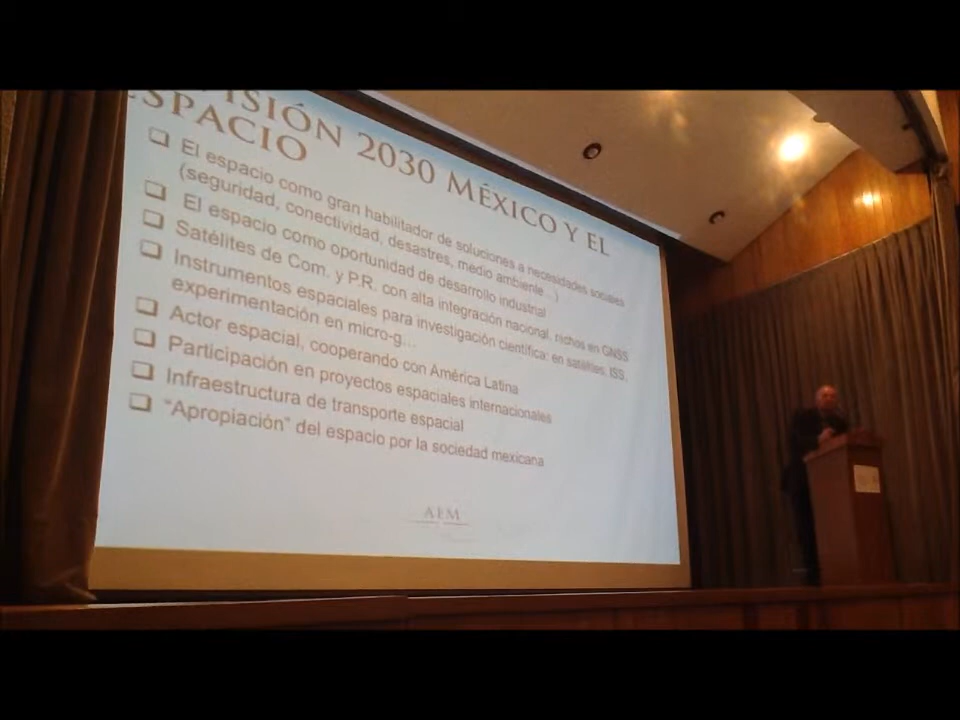 VISIÓN 2030 MÉXICO Y EL
ESPACIO
❑ El espacio como gran habilitador de soluciones a necesidades sociales
(seguridad, conectividad, desastres, medio ambiente...)
❑ El espacio como oportunidad de desarrollo industrial
❑ Satélites de Com. y P.R. con alta integración nacional, nichos en GNSS
❑ Instrumentos espaciales para investigación científica: en satélites, ISS,
experimentación en micro-g...
❑ Actor espacial, cooperando con América Latina
❑ Participación en proyectos espaciales internacionales
❑ Infraestructura de transporte espacial
❑ “Apropiación” del espacio por la sociedad mexicana
AEM